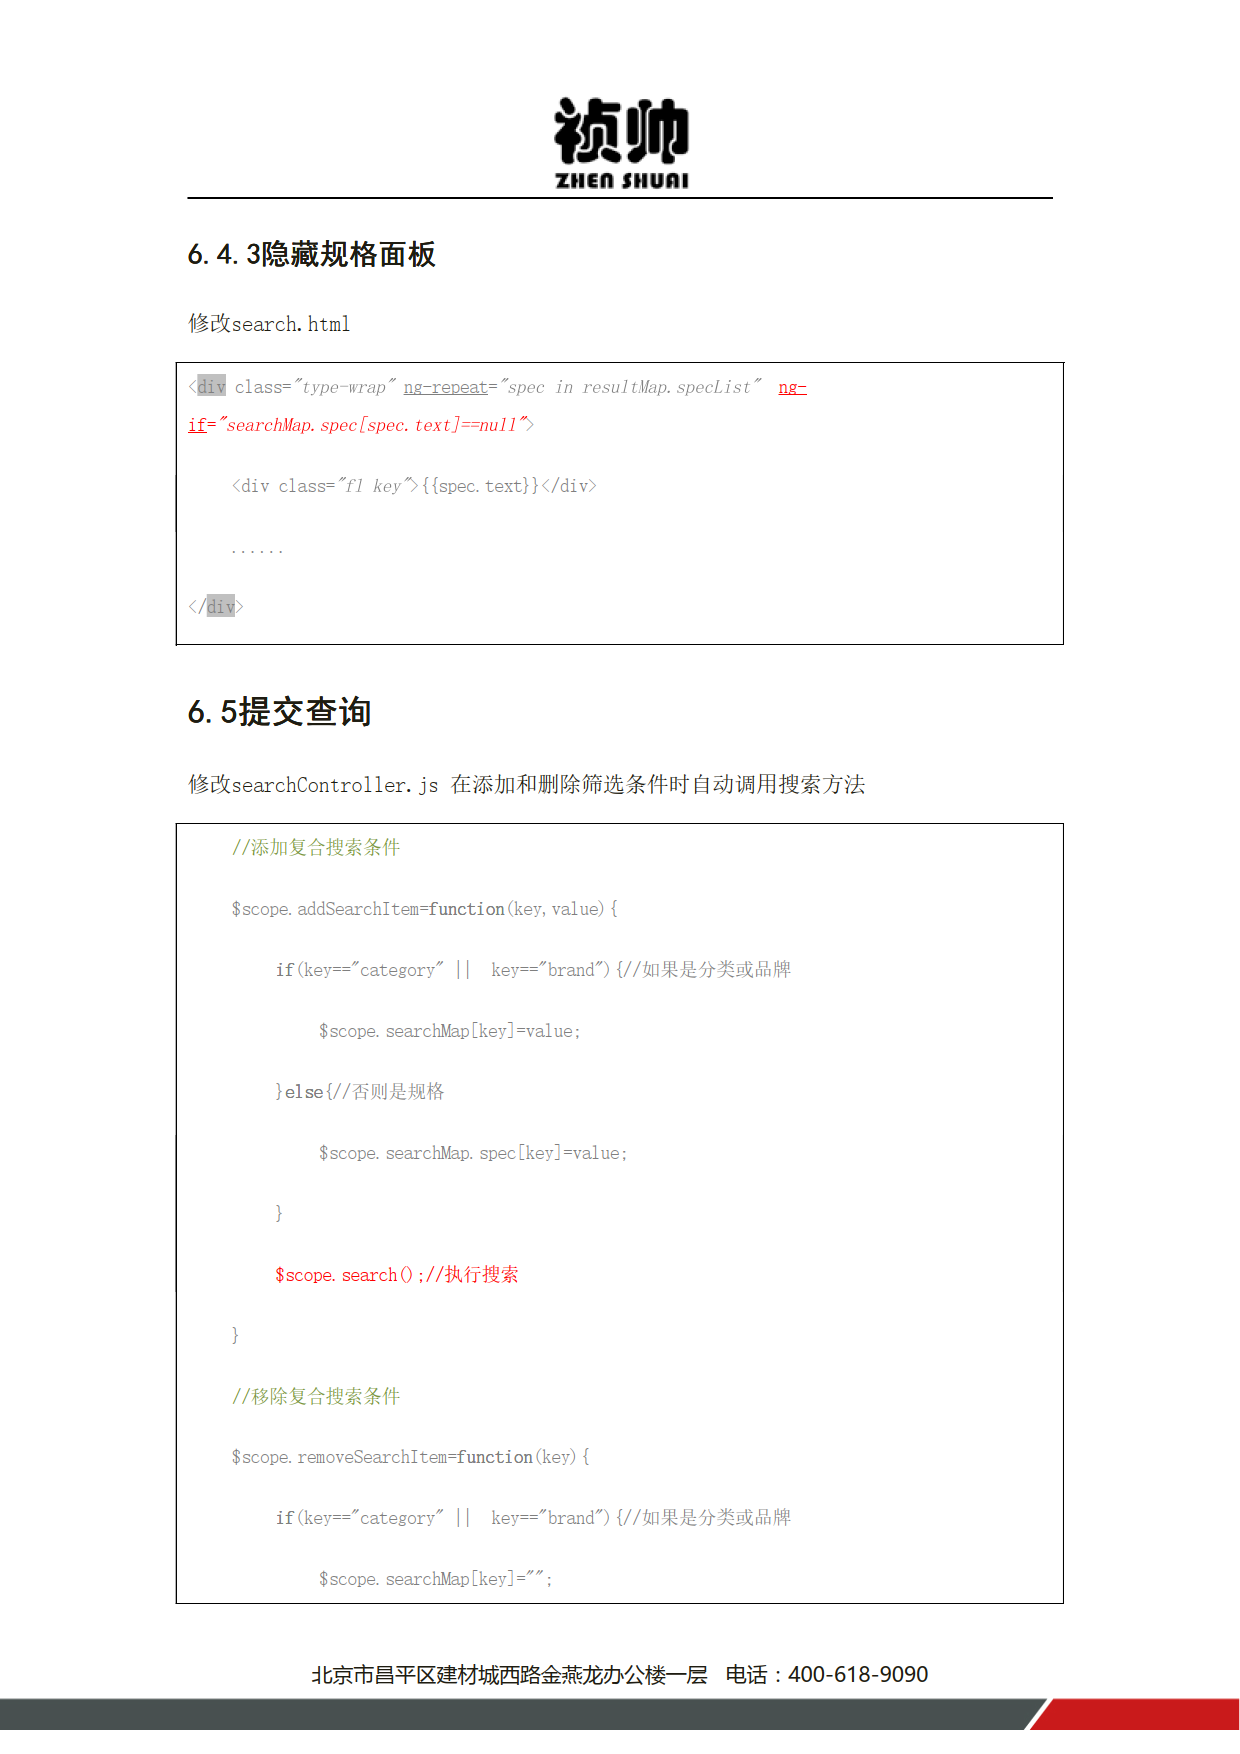 祯帅
ZHEN SHUAI
6.4.3隐藏规格面板
修改search.html
<div class="type-wrap" ng-repeat="spec in resultMap.specList"  ng-
if="searchMap.spec[spec.text]==null">
<div class="fl key">{{spec.text}}</div>
......
</div>
6.5提交查询
修改searchController.js 在添加和删除筛选条件时自动调用搜索方法
//添加复合搜索条件
$scope.addSearchItem=function(key,value){
if(key=="category" ||  key=="brand"){//如果是分类或品牌
$scope.searchMap[key]=value;
}else{//否则是规格
$scope.searchMap.spec[key]=value;
}
$scope.search();//执行搜索
}
//移除复合搜索条件
$scope.removeSearchItem=function(key){
if(key=="category" ||  key=="brand"){//如果是分类或品牌
$scope.searchMap[key]="";
北京市昌平区建材城西路金燕龙办公楼一层   电话：400-618-9090